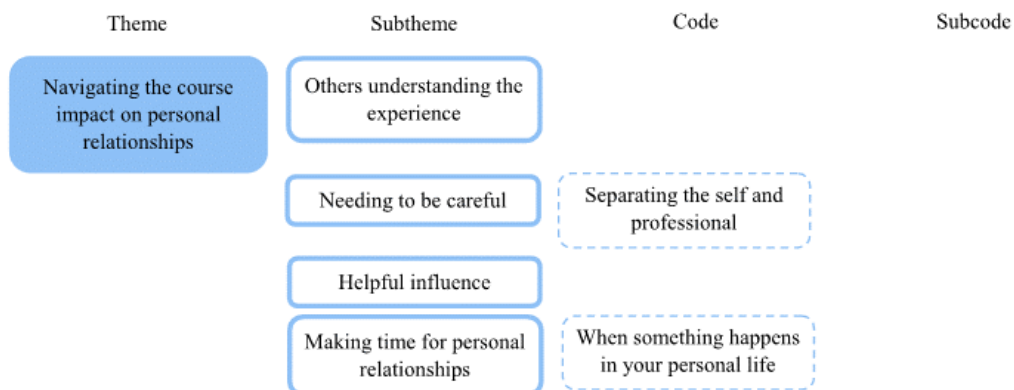 Theme
Subtheme
Code
Subcode
Navigating the course
impact on personal
relationships
Others understanding the
experience
Needing to be careful
Separating the self and
professional
Helpful influence
Making time for personal
relationships
When something happens
in your personal life